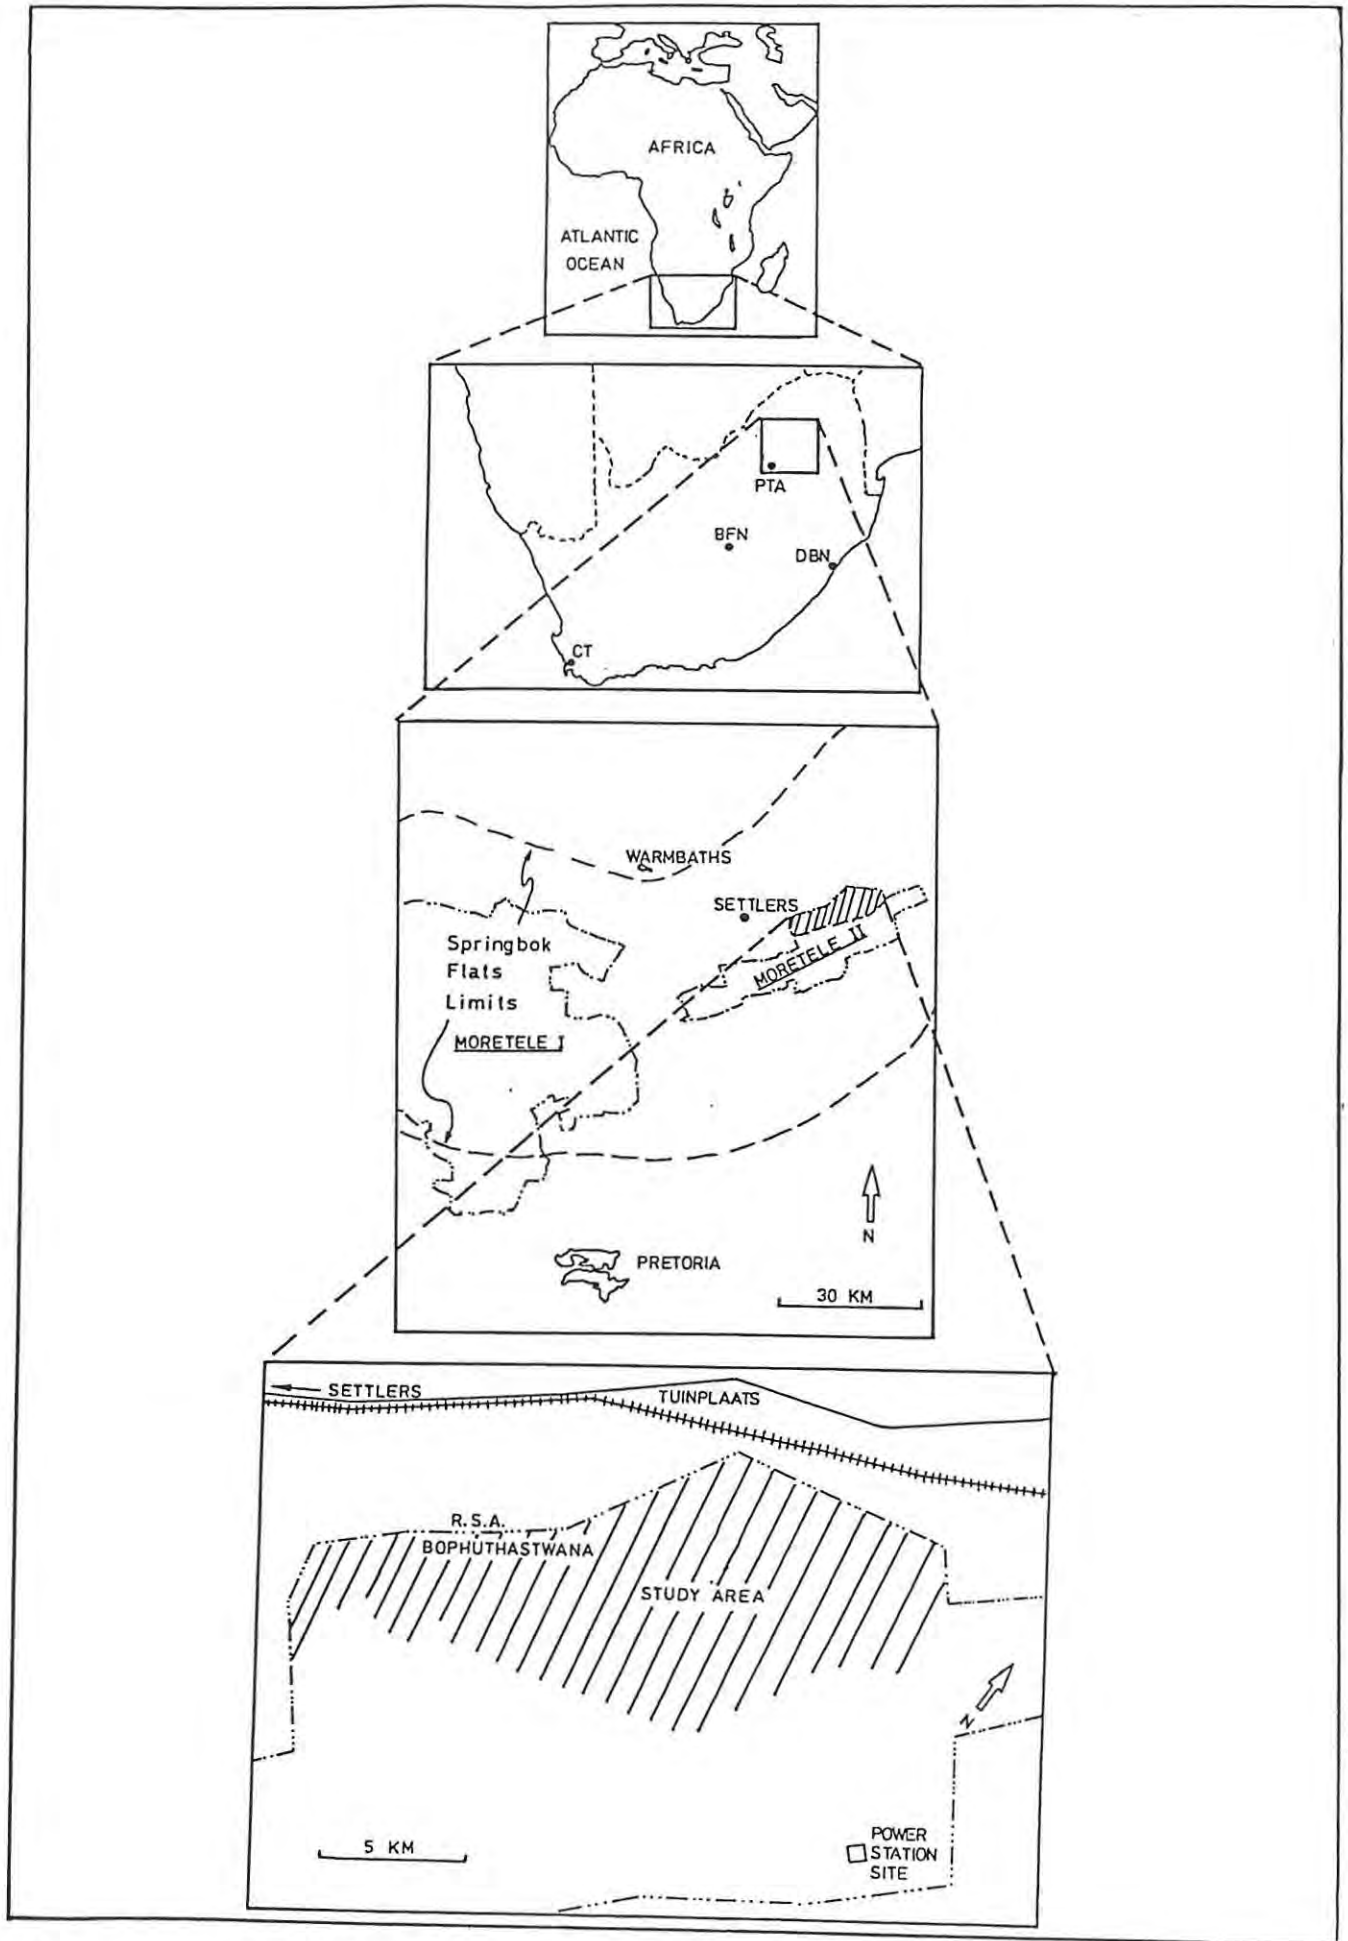 AFRICA
ATLANTIC
OCEAN
PTA
BFN
DBN
CT
WARMBATHS
SETTLERS
Springbok
Flats
Limits
MORETELE II
MORETELE I
N
PRETORIA
30 KM
SETTLERS
TUINPLAATS
R.S.A.
BOPHUTHASTWANA
STUDY AREA
N
5 KM
POWER
STATION
SITE